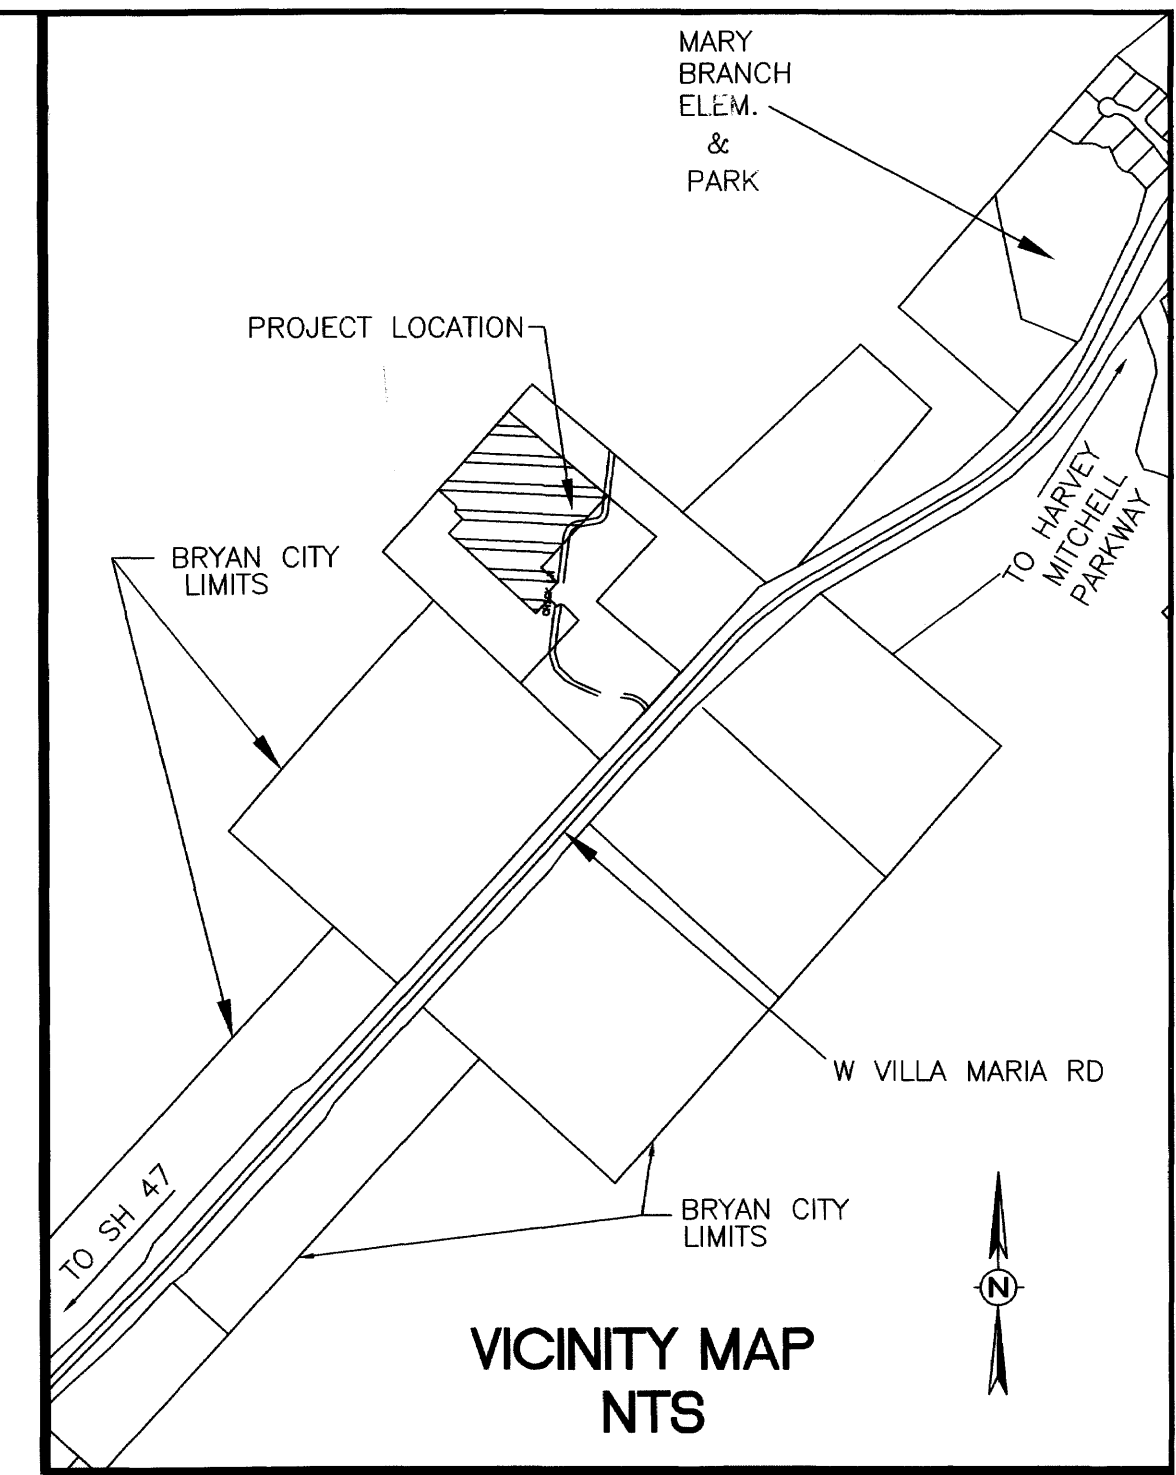 MARY
BRANCH
ELEM.
&
PARK
PROJECT LOCATION
BRYAN CITY
LIMITS
TO HARVEY
MITCHELL
PARKWAY
W VILLA MARIA RD
TO SH 47
BRYAN CITY
LIMITS
N
VICINITY MAP
NTS